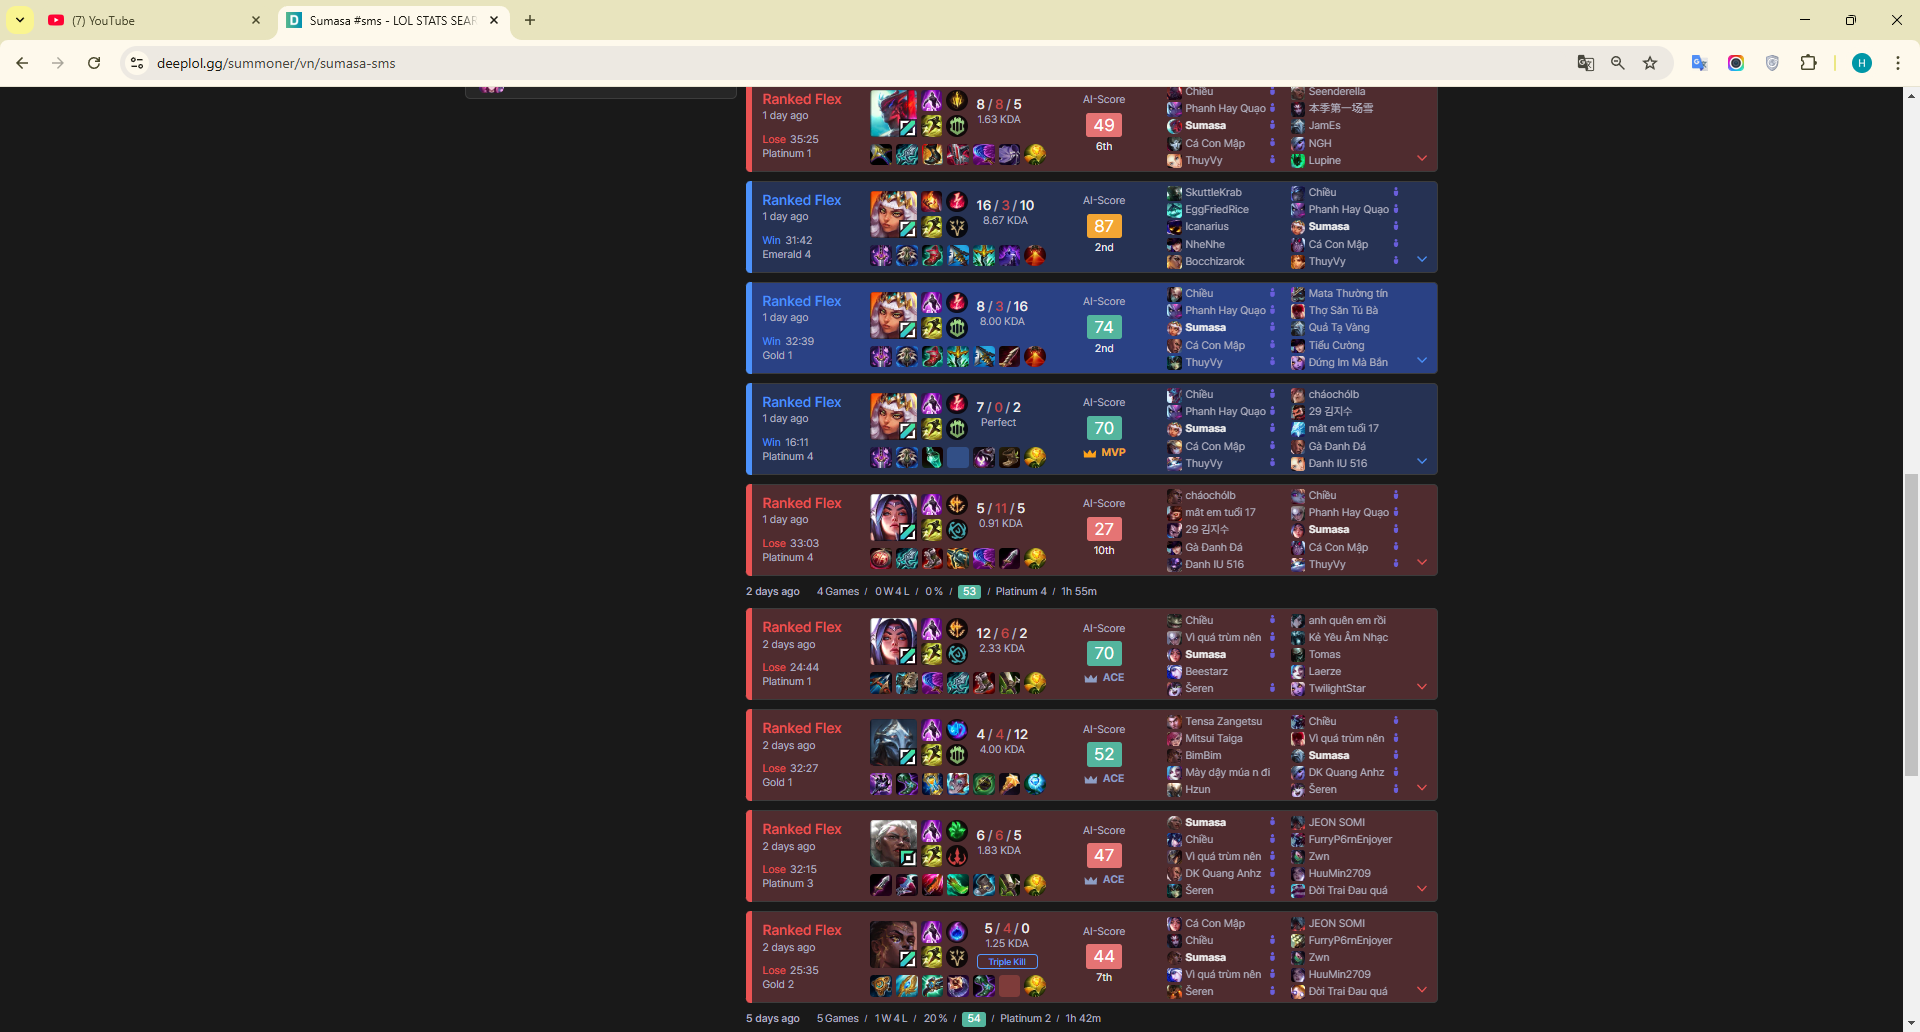 (7) YouTube
Sumasa #sms - LOL STATS SEAR
deeplol.gg/summoner/vn/sumasa-sms
H
Ranked Flex
1 day ago
Lose 35:25
Platinum 1
8 / 8 / 5
1.63 KDA
AI-Score
49
6th
Chiều
Phanh Hay Quạo
Sumasa
Cá Con Mập
ThuyVy
Seenderella
本季第一场雪
JamEs
NGH
Lupine
Ranked Flex
1 day ago
Win 31:42
Emerald 4
16 / 3 / 10
8.67 KDA
AI-Score
87
2nd
SkuttleKrab
EggFriedRice
Icanarius
NheNhe
Bocchizarok
Chiều
Phanh Hay Quạo
Sumasa
Cá Con Mập
ThuyVy
Ranked Flex
1 day ago
Win 32:39
Gold 1
8 / 3 / 16
8.00 KDA
AI-Score
74
2nd
Chiều
Phanh Hay Quạo
Sumasa
Cá Con Mập
ThuyVy
Mata Thường tín
Thợ Săn Tú Bà
Quả Tạ Vàng
Tiểu Cường
Đứng Im Mà Bắn
Ranked Flex
1 day ago
Win 16:11
Platinum 4
7 / 0 / 2
Perfect
AI-Score
70
MVP
Chiều
Phanh Hay Quạo
Sumasa
Cá Con Mập
ThuyVy
cháochólb
29 김지수
mất em tuổi 17
Gà Đanh Đá
Đanh IU 516
Ranked Flex
1 day ago
Lose 33:03
Platinum 4
5 / 11 / 5
0.91 KDA
AI-Score
27
10th
cháochólb
mất em tuổi 17
29 김지수
Gà Đanh Đá
Đanh IU 516
Chiều
Phanh Hay Quạo
Sumasa
Cá Con Mập
ThuyVy
2 days ago 4 Games / 0 W 4 L / 0 % / 53 / Platinum 4 / 1h 55m
Ranked Flex
2 days ago
Lose 24:44
Platinum 1
12 / 6 / 2
2.33 KDA
AI-Score
70
ACE
Chiều
Vì quá trùm nên
Sumasa
Beestarz
Šeren
anh quên em rồi
Kẻ Yêu Âm Nhạc
Tomas
Laerze
TwilightStar
Ranked Flex
2 days ago
Lose 32:27
Gold 1
4 / 4 / 12
4.00 KDA
AI-Score
52
ACE
Tensa Zangetsu
Mitsui Taiga
BimBim
Mày dậy múa n đi
Hzun
Chiều
Vì quá trùm nên
Sumasa
DK Quang Anhz
Šeren
Ranked Flex
2 days ago
Lose 32:15
Platinum 3
6 / 6 / 5
1.83 KDA
AI-Score
47
ACE
Sumasa
Chiều
Vì quá trùm nên
DK Quang Anhz
Šeren
JEON SOMI
FurryP6rnEnjoyer
Zwn
HuuMin2709
Đời Trai Đau quá
Ranked Flex
2 days ago
Lose 25:35
Gold 2
5 / 4 / 0
1.25 KDA
Triple Kill
AI-Score
44
7th
Cá Con Mập
Chiều
Sumasa
Vì quá trùm nên
Šeren
JEON SOMI
FurryP6rnEnjoyer
Zwn
HuuMin2709
Đời Trai Đau quá
5 days ago 5 Games / 1 W 4 L / 20 % / 54 / Platinum 2 / 1h 42m